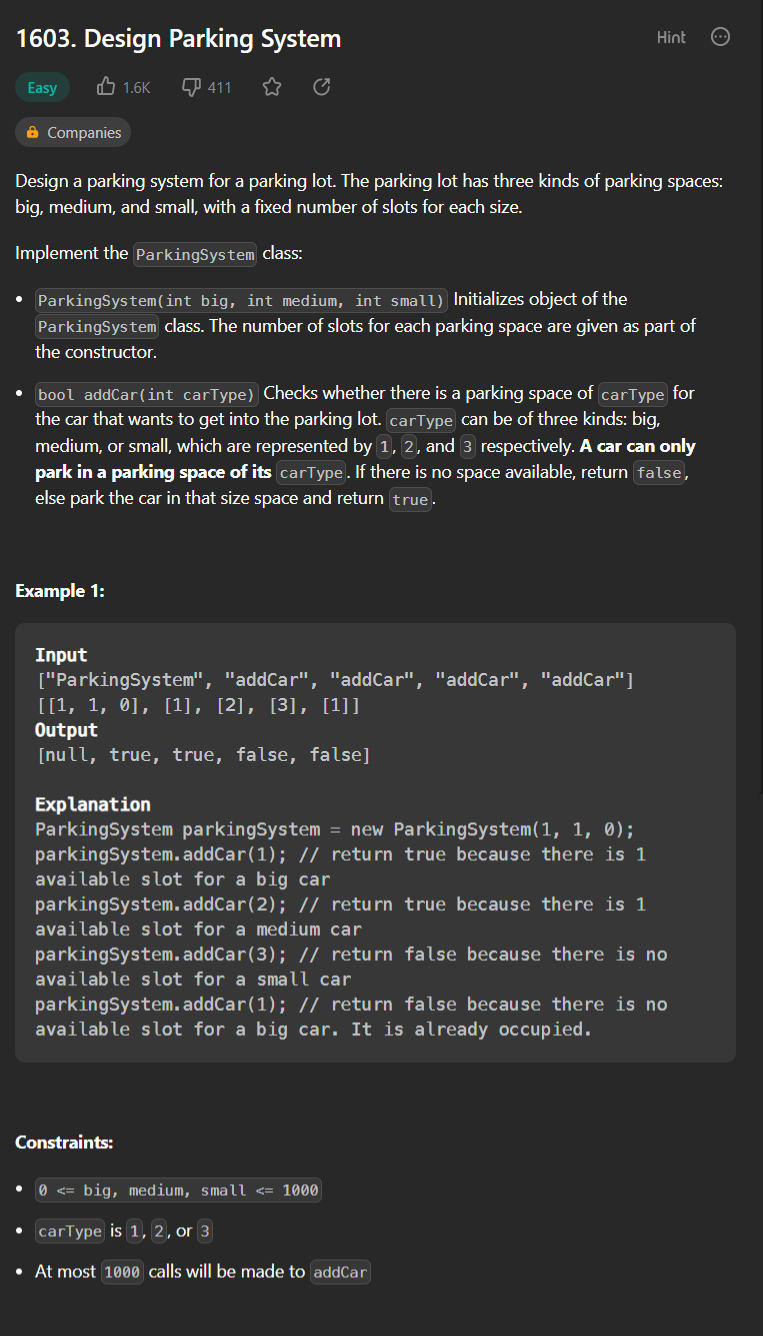 1603. Design Parking System
Hint
Easy
1.6K
411
Companies
Design a parking system for a parking lot. The parking lot has three kinds of parking spaces:
big, medium, and small, with a fixed number of slots for each size.
Implement the ParkingSystem class:
• ParkingSystem(int big, int medium, int small) Initializes object of the
ParkingSystem class. The number of slots for each parking space are given as part of
the constructor.
• bool addCar(int carType) Checks whether there is a parking space of carType for
the car that wants to get into the parking lot. carType can be of three kinds: big,
medium, or small, which are represented by 1, 2, and 3 respectively. A car can only
park in a parking space of its carType. If there is no space available, return false,
else park the car in that size space and return true.
Example 1:
Input
["ParkingSystem", "addCar", "addCar", "addCar", "addCar"]
[[1, 1, 0], [1], [2], [3], [1]]
Output
[null, true, true, false, false]
Explanation
ParkingSystem parkingSystem = new ParkingSystem(1, 1, 0);
parkingSystem.addCar(1); // return true because there is 1
available slot for a big car
parkingSystem.addCar(2); // return true because there is 1
available slot for a medium car
parkingSystem.addCar(3); // return false because there is no
available slot for a small car
parkingSystem.addCar(1); // return false because there is no
available slot for a big car. It is already occupied.
Constraints:
• 0 <= big, medium, small <= 1000
• carType is 1, 2, or 3
• At most 1000 calls will be made to addCar